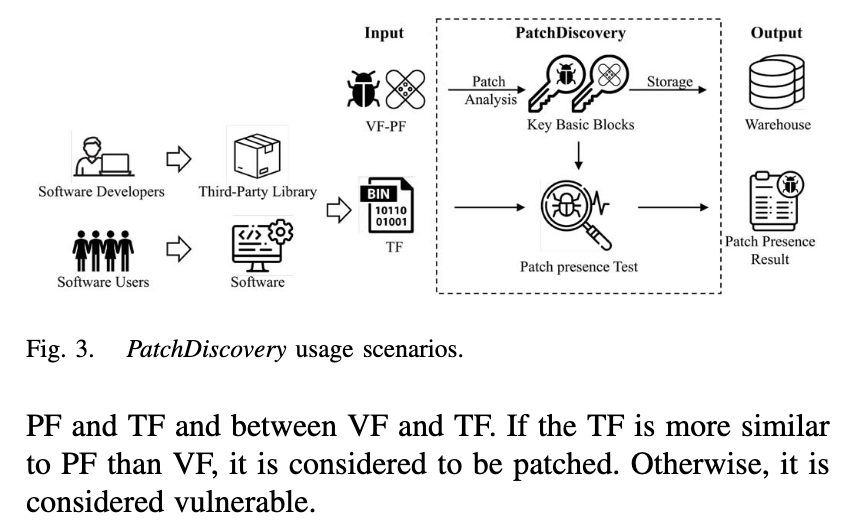 Input
PatchDiscovery
Output
Patch
Analysis
Storage
VF-PF
Key Basic Blocks
Warehouse
Software Developers
Third-Party Library
BIN
10110
01001
</>
TF
Patch presence Test
Patch Presence
Result
Software Users
Software
Fig. 3. PatchDiscovery usage scenarios.
PF and TF and between VF and TF. If the TF is more similar
to PF than VF, it is considered to be patched. Otherwise, it is
considered vulnerable.